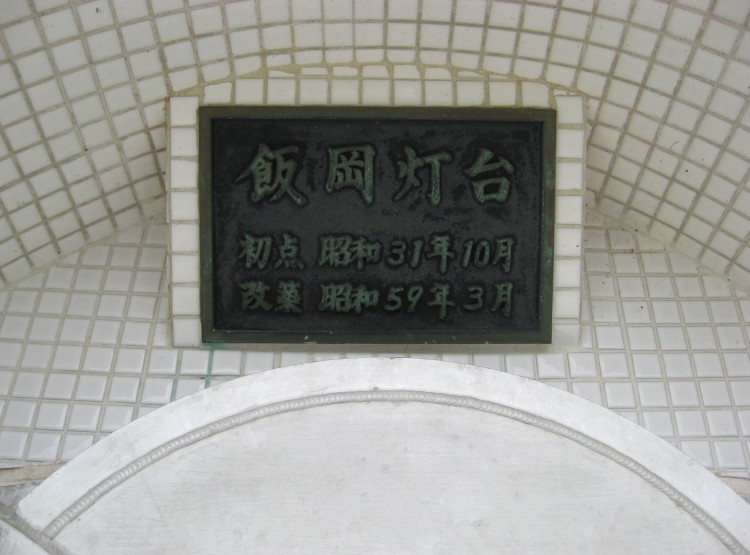 飯岡灯台
初点 昭和31年10月
改築 昭和59年3月